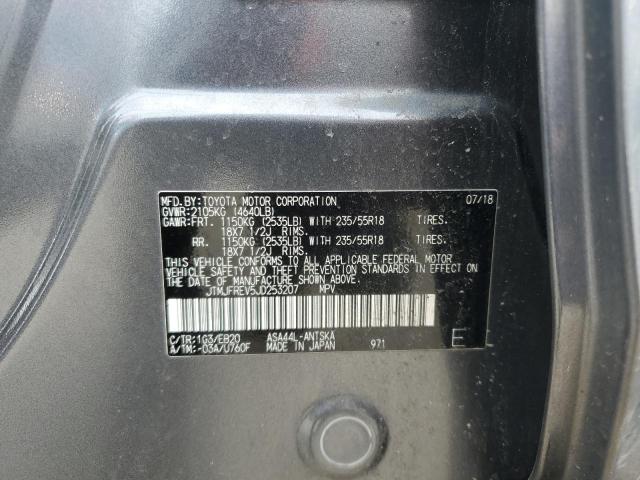 MFD.BY:TOYOTA MOTOR CORPORATION 07/18
GVWR:2105KG (4640LB)
GAWR:FRT. 1150KG (2535LB) WITH 235/55R18 TIRES.
18X7 1/2J RIMS.
RR. 1150KG (2535LB) WITH 235/55R18 TIRES.
18X7 1/2J RIMS.
THIS VEHICLE CONFORMS TO ALL APPLICABLE FEDERAL MOTOR
VEHICLE SAFETY AND THEFT PREVENTION STANDARDS IN EFFECT ON
THE DATE OF MANUFACTURE SHOWN ABOVE.
JTMJFREV5JD253207 MPV
C/TR:1G3/EB20 ASA44L-ANTSKA
A/TM:-03A/U760F MADE IN JAPAN 971 E